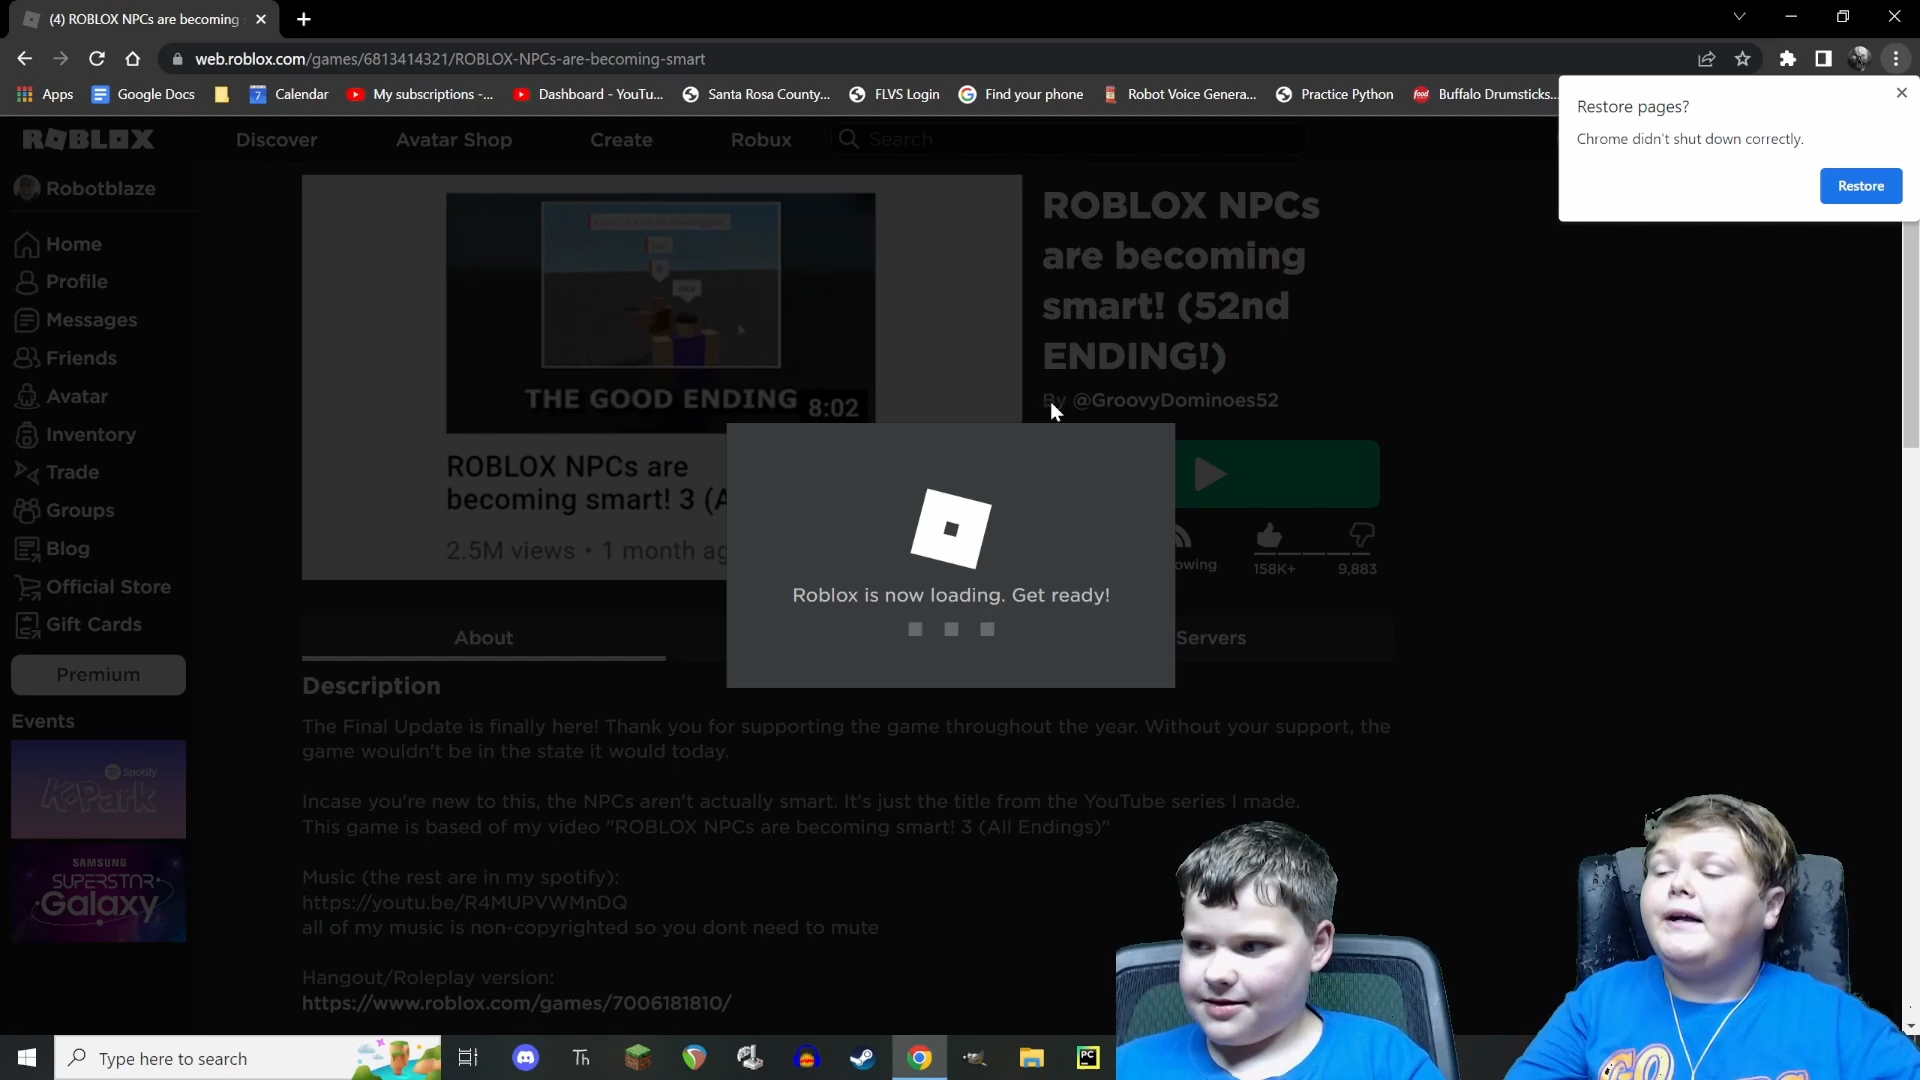 (4) ROBLOX NPCs are becoming
web.roblox.com/games/6813414321/ROBLOX-NPCs-are-becoming-smart
Apps
Google Docs
7
Calendar
My subscriptions -...
Dashboard - YouTu...
Santa Rosa County...
FLVS Login
Find your phone
Robot Voice Genera...
Practice Python
food
Buffalo Drumsticks...
Restore pages?
Chrome didn't shut down correctly.
Restore
ROBLOX
Discover
Avatar Shop
Create
Robux
Search
Robotblaze
Home
Profile
Messages
Friends
Avatar
Inventory
Trade
Groups
Blog
Official Store
Gift Cards
Premium
Events
Spotify
K-Park
SAMSUNG
SUPERSTAR
Galaxy
THE GOOD ENDING
8:02
ROBLOX NPCs are
becoming smart! 3 (A
2.5M views • 1 month ag
ROBLOX NPCs
are becoming
smart! (52nd
ENDING!)
By @GroovyDominoes52
owing
158K+
9,883
Roblox is now loading. Get ready!
About
Servers
Description
The Final Update is finally here! Thank you for supporting the game throughout the year. Without your support, the
game wouldn't be in the state it would today.
Incase you're new to this, the NPCs aren't actually smart. It's just the title from the YouTube series I made.
This game is based of my video "ROBLOX NPCs are becoming smart! 3 (All Endings)"
Music (the rest are in my spotify):
https://youtu.be/R4MUPVWMnDQ
all of my music is non-copyrighted so you dont need to mute
Hangout/Roleplay version:
https://www.roblox.com/games/7006181810/
Type here to search
Th
PC